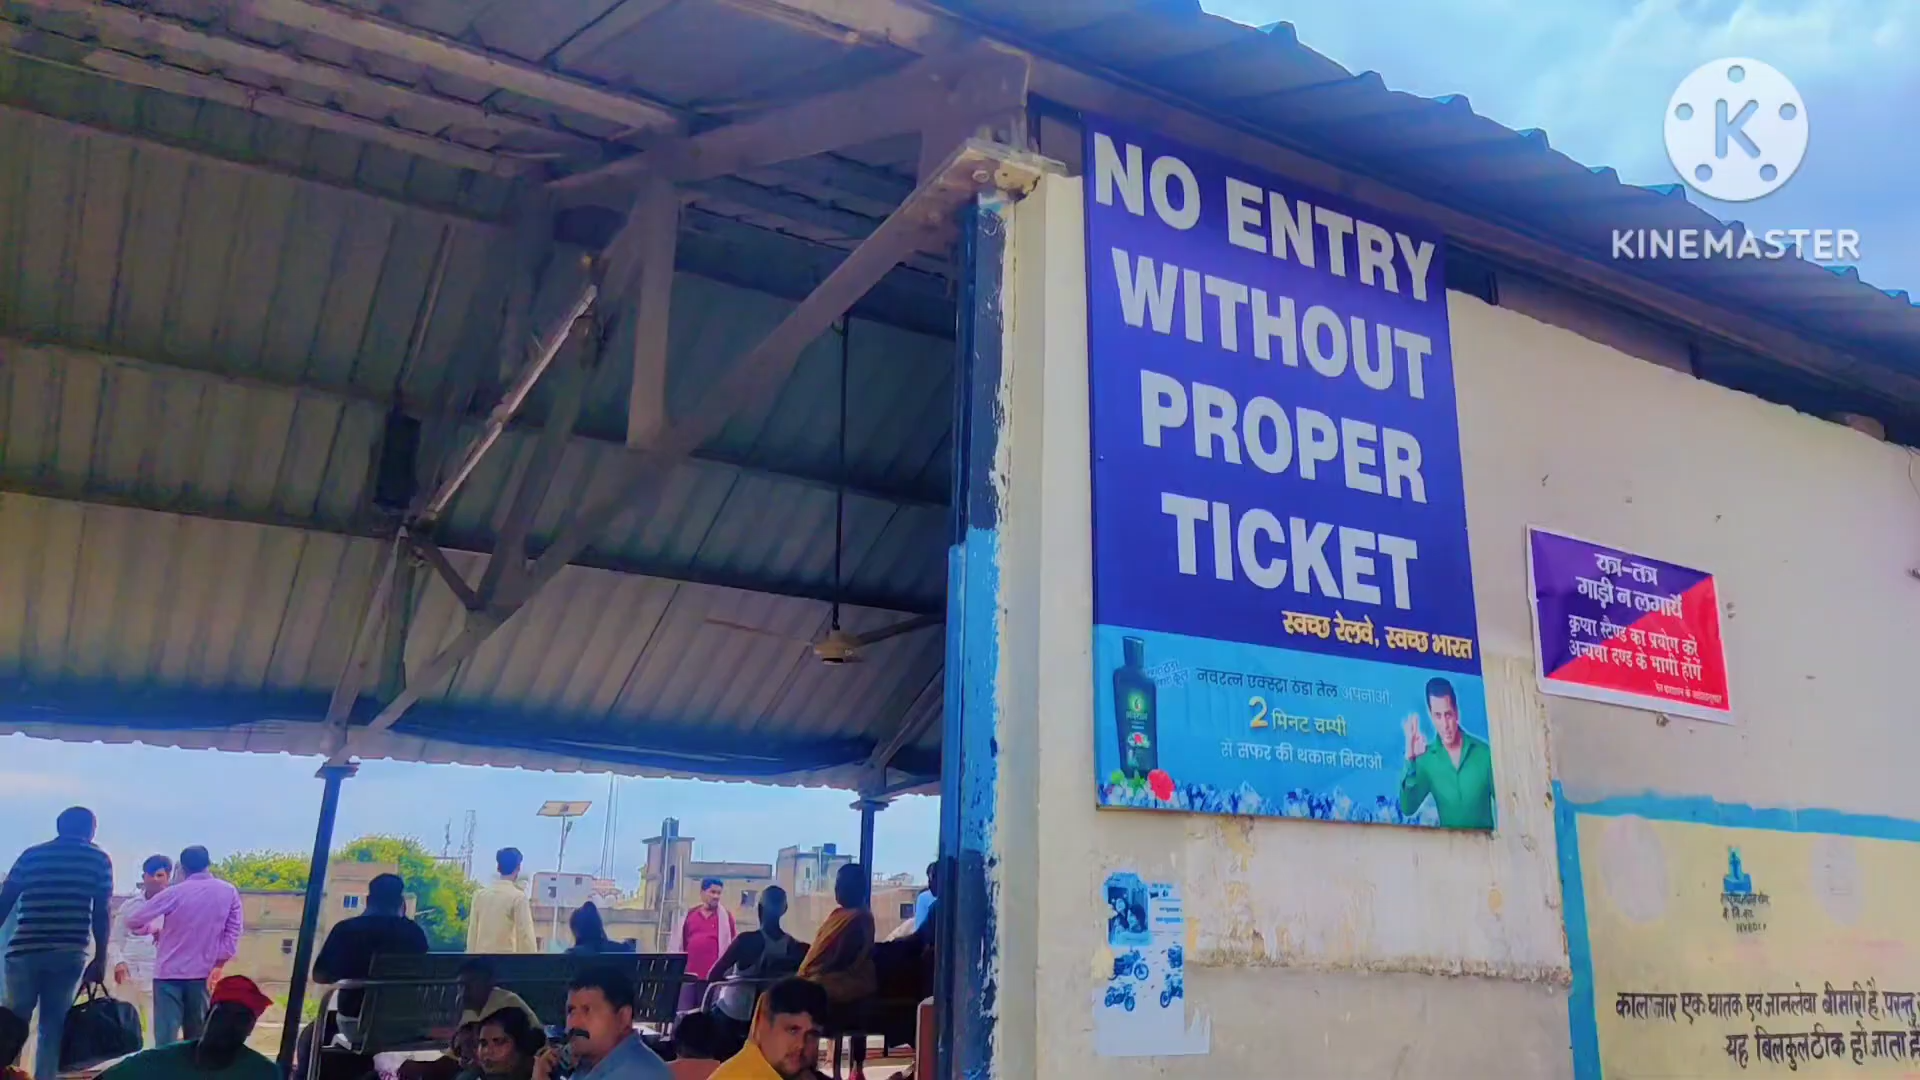 K
KINEMASTER
NO ENTRY
WITHOUT
PROPER
TICKET
स्वच्छ रेलवे, स्वच्छ भारत
नवरत्न एक्स्ट्रा ठंडा तेल अपनाओ,
2 मिनट चम्पी
से सफर की थकान मिटाओ
यत्र-तत्र
गाड़ी न लगायें
कृप्या स्टैण्ड का प्रयोग करें
अन्यथा दण्ड के भागी होंगें
कालाजार एक घातक एवं जानलेवा बीमारी है, परन्तु
यह बिलकुल ठीक हो जाता है